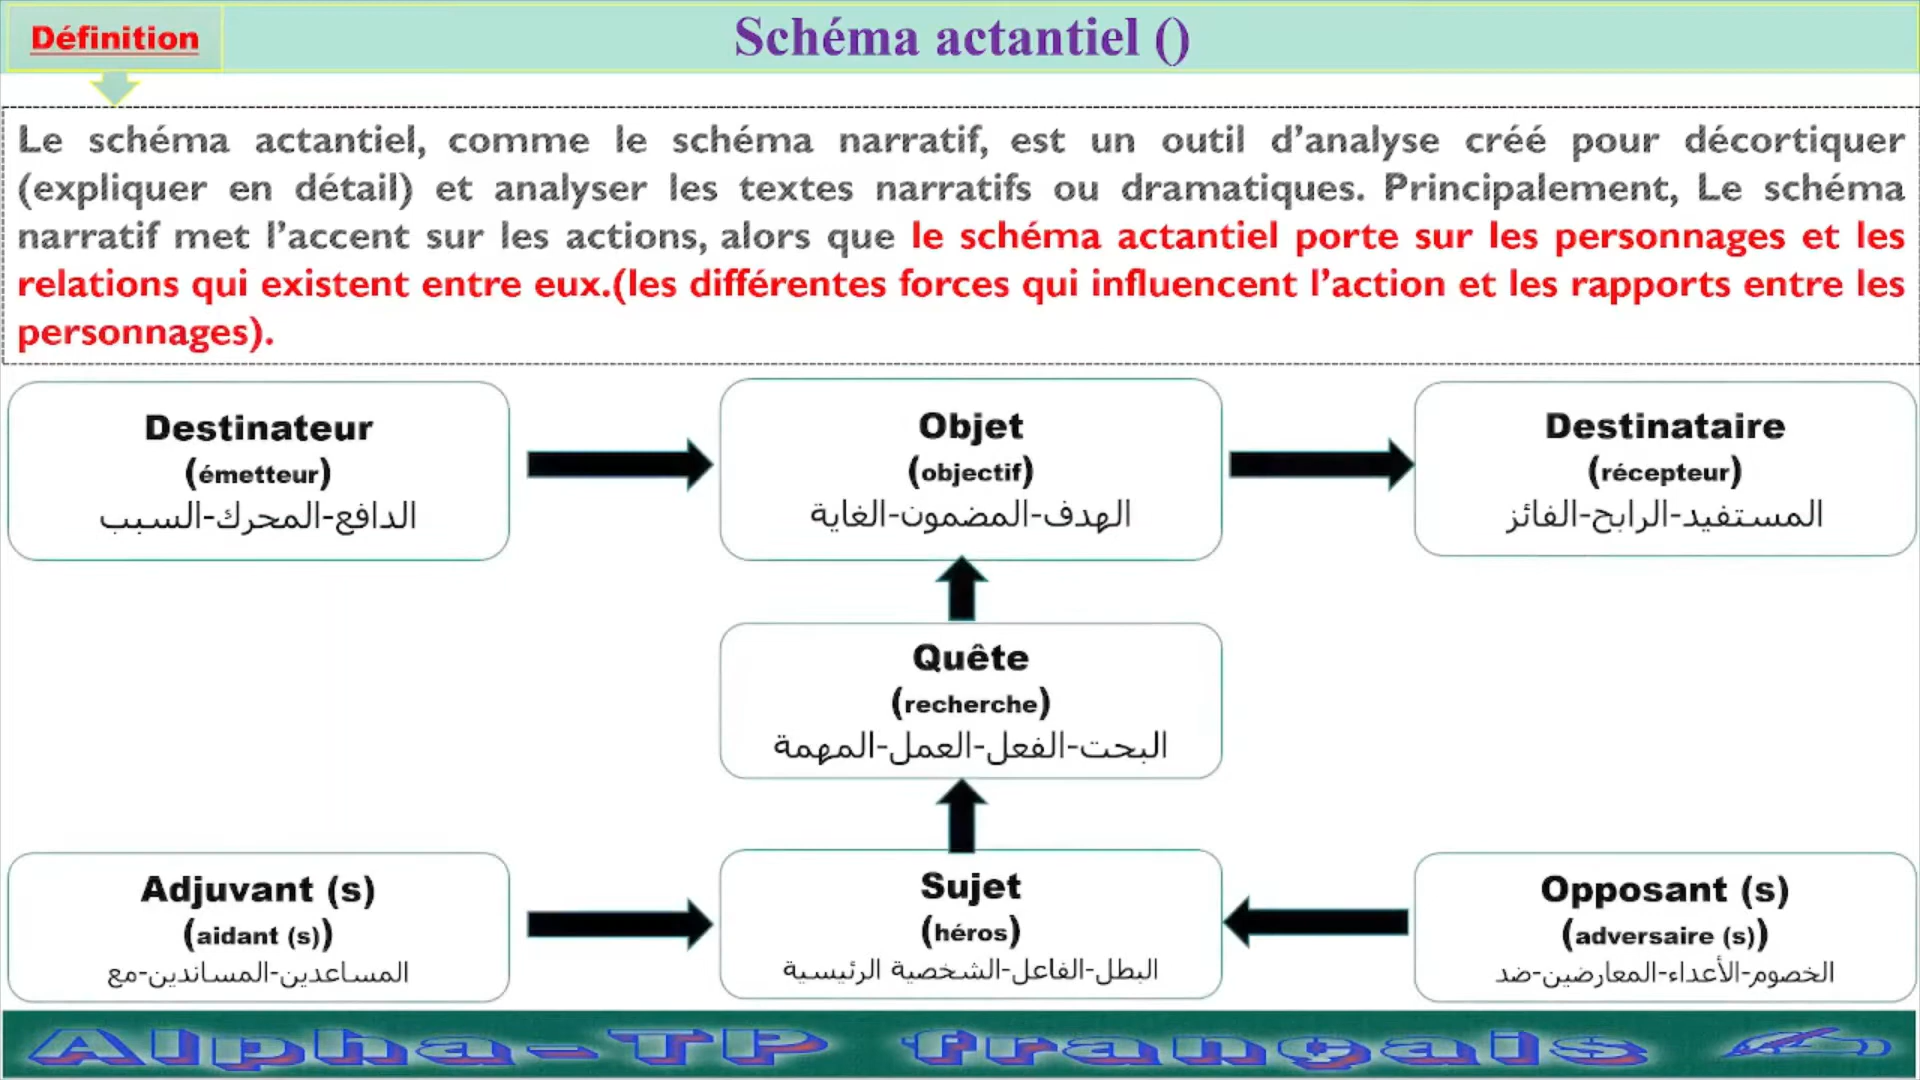 Définition
Schéma actantiel ()
Le schéma actantiel, comme le schéma narratif, est un outil d’analyse créé pour décortiquer
(expliquer en détail) et analyser les textes narratifs ou dramatiques. Principalement, Le schéma
narratif met l’accent sur les actions, alors que le schéma actantiel porte sur les personnages et les
relations qui existent entre eux.(les différentes forces qui influencent l’action et les rapports entre les
personnages).
Destinateur
(émetteur)
الدافع-المحرك-السبب
Objet
(objectif)
الهدف-المضمون-الغاية
Destinataire
(récepteur)
المستفيد-الرابح-الفائز
Quête
(recherche)
البحت-الفعل-العمل-المهمة
Adjuvant (s)
(aidant (s))
المساعدين-المساندين-مع
Sujet
(héros)
البطل-الفاعل-الشخصية الرئيسية
Opposant (s)
(adversaire (s))
الخصوم-الأعداء-المعارضين-ضد
Alpha-TP français